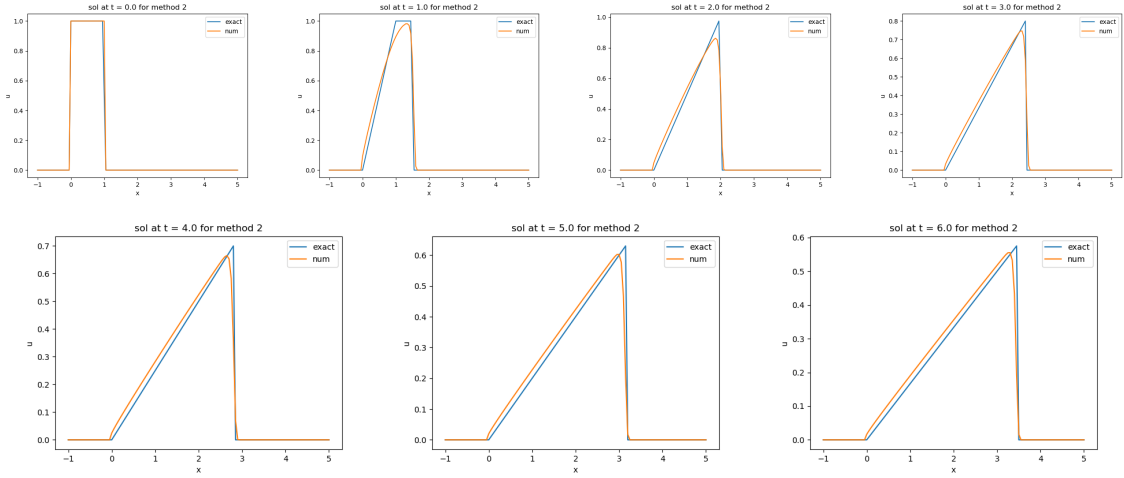 sol at t = 0.0 for method 2
exact
num
u
1.0
0.8
0.6
0.4
0.2
0.0
−1 0 1 2 3 4 5
x
sol at t = 1.0 for method 2
exact
num
u
1.0
0.8
0.6
0.4
0.2
0.0
−1 0 1 2 3 4 5
x
sol at t = 2.0 for method 2
exact
num
u
1.0
0.8
0.6
0.4
0.2
0.0
−1 0 1 2 3 4 5
x
sol at t = 3.0 for method 2
exact
num
u
0.8
0.7
0.6
0.5
0.4
0.3
0.2
0.1
0.0
−1 0 1 2 3 4 5
x
sol at t = 4.0 for method 2
exact
num
u
0.7
0.6
0.5
0.4
0.3
0.2
0.1
0.0
−1 0 1 2 3 4 5
x
sol at t = 5.0 for method 2
exact
num
u
0.6
0.5
0.4
0.3
0.2
0.1
0.0
−1 0 1 2 3 4 5
x
sol at t = 6.0 for method 2
exact
num
u
0.6
0.5
0.4
0.3
0.2
0.1
0.0
−1 0 1 2 3 4 5
x